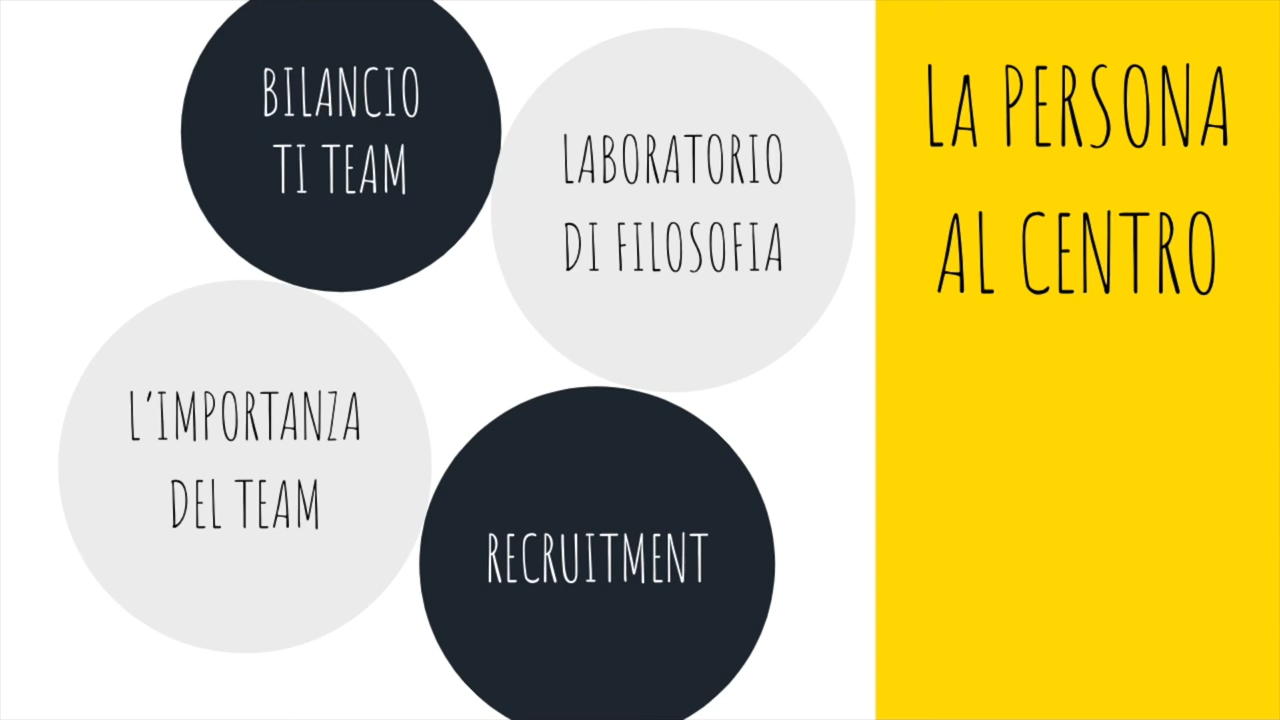 BILANCIO
TI TEAM
LABORATORIO
DI FILOSOFIA
L'IMPORTANZA
DEL TEAM
RECRUITMENT
LA PERSONA
AL CENTRO